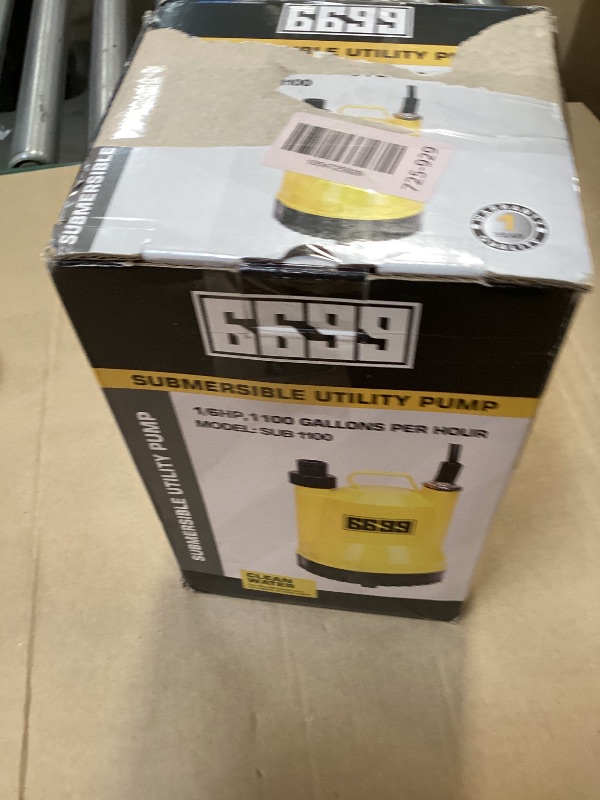 6699
SUBMERSIBLE UTILITY
1100
725-929
SUBMERSIBLE
1
6699
SUBMERSIBLE UTILITY PUMP
1/6HP,1100 GALLONS PER HOUR
MODEL: SUB 1100
SUBMERSIBLE UTILITY PUMP
6699
CLEAN
WATER